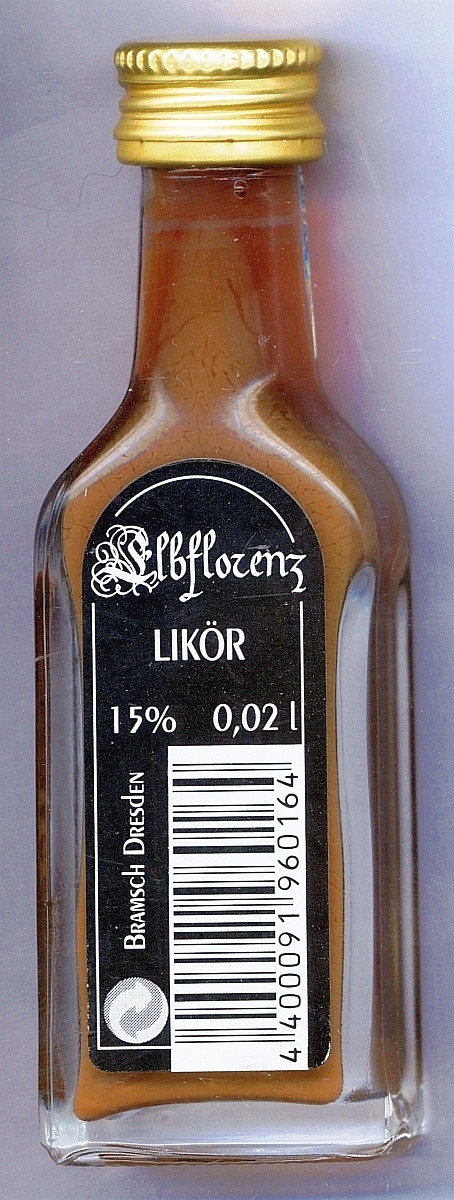 Elbflorenz
LIKÖR
15% 0,02 l
BRAMSCH DRESDEN
4 400091 960164